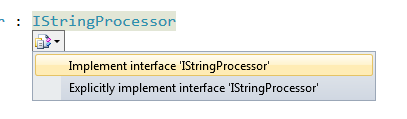 r : IStringProcessor
Implement interface 'IStringProcessor'
Explicitly implement interface 'IStringProcessor'